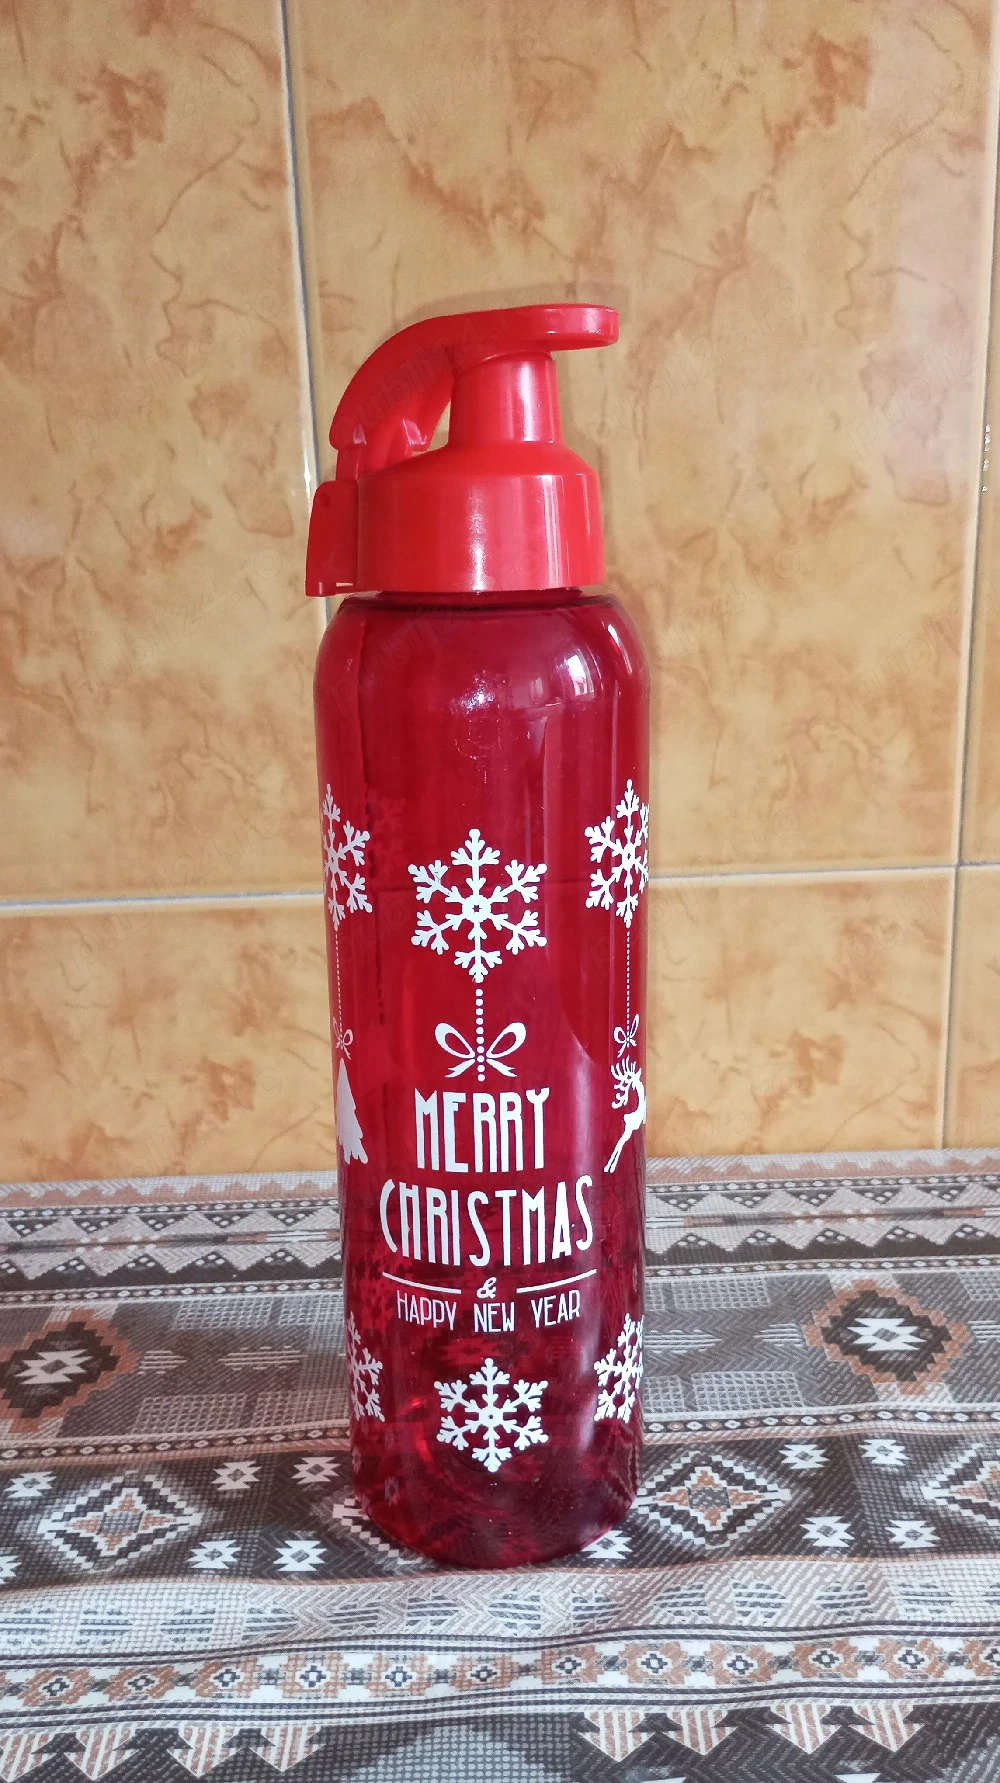 MERRY
CHRISTMAS
&
HAPPY NEW YEAR